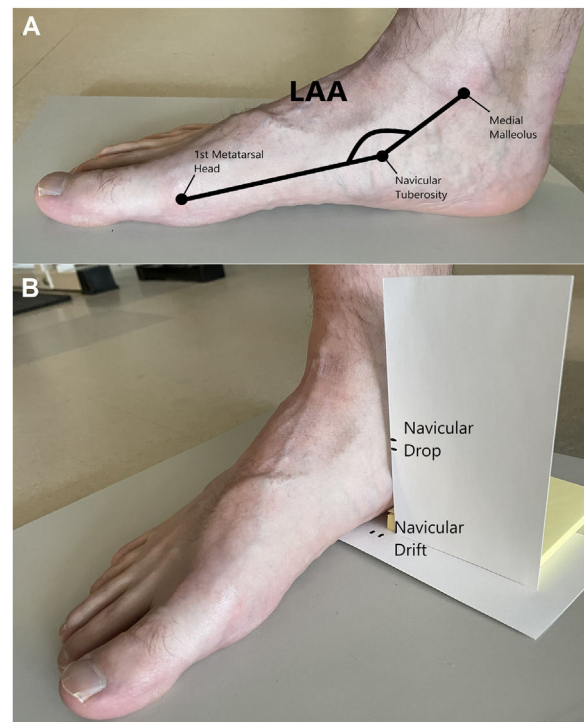 A
LAA
Medial
Malleolus
1st Metatarsal
Head
Navicular
Tuberosity
B
Navicular
Drop
Navicular
Drift